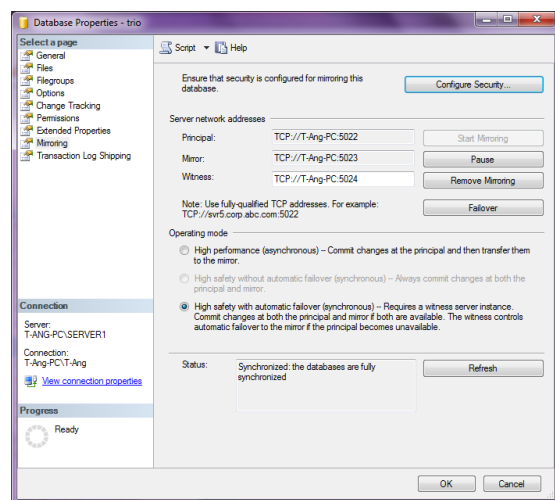 Database Properties - trio
Select a page
General
Files
Filegroups
Options
Change Tracking
Permissions
Extended Properties
Mirroring
Transaction Log Shipping
Connection
Server:
T-ANG-PC\SERVER1
Connection:
T-Ang-PC\T-Ang
View connection properties
Progress
Ready
Script
Help
Ensure that security is configured for mirroring this
database.
Configure Security...
Server network addresses
Principal:
TCP://T-Ang-PC:5022
Start Mirroring
Mirror:
TCP://T-Ang-PC:5023
Pause
Witness:
TCP://T-Ang-PC:5024
Remove Mirroring
Note: Use fully-qualified TCP addresses. For example:
TCP://svr5.corp.abc.com:5022
Failover
Operating mode
High performance (asynchronous) – Commit changes at the principal and then transfer them
to the mirror.
High safety without automatic failover (synchronous) – Always commit changes at both the
principal and mirror.
High safety with automatic failover (synchronous) – Requires a witness server instance.
Commit changes at both the principal and mirror if both are available. The witness controls
automatic failover to the mirror if the principal becomes unavailable.
Status:
Synchronized: the databases are fully
synchronized
Refresh
OK
Cancel